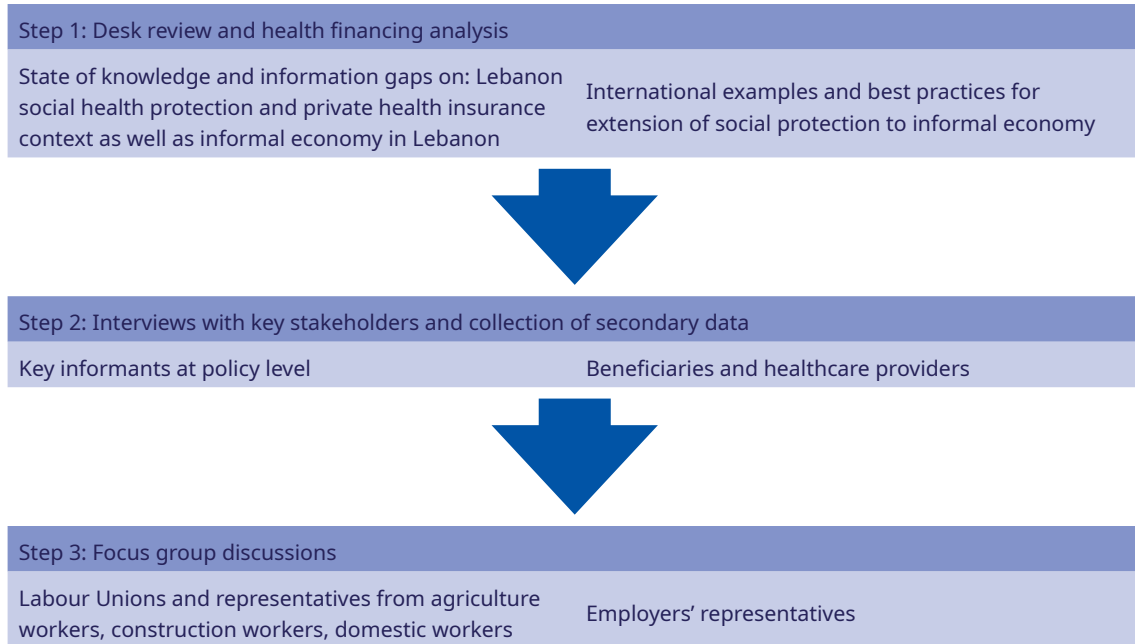 Step 1: Desk review and health financing analysis
State of knowledge and information gaps on: Lebanon
social health protection and private health insurance
context as well as informal economy in Lebanon
International examples and best practices for
extension of social protection to informal economy
Step 2: Interviews with key stakeholders and collection of secondary data
Key informants at policy level
Beneficiaries and healthcare providers
Step 3: Focus group discussions
Labour Unions and representatives from agriculture
workers, construction workers, domestic workers
Employers’ representatives